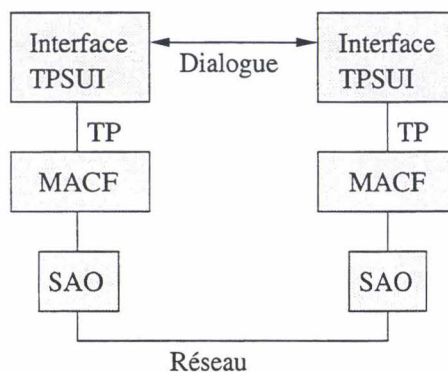 Interface
TPSUI
Dialogue
Interface
TPSUI
TP
TP
MACF
MACF
SAO
SAO
Réseau